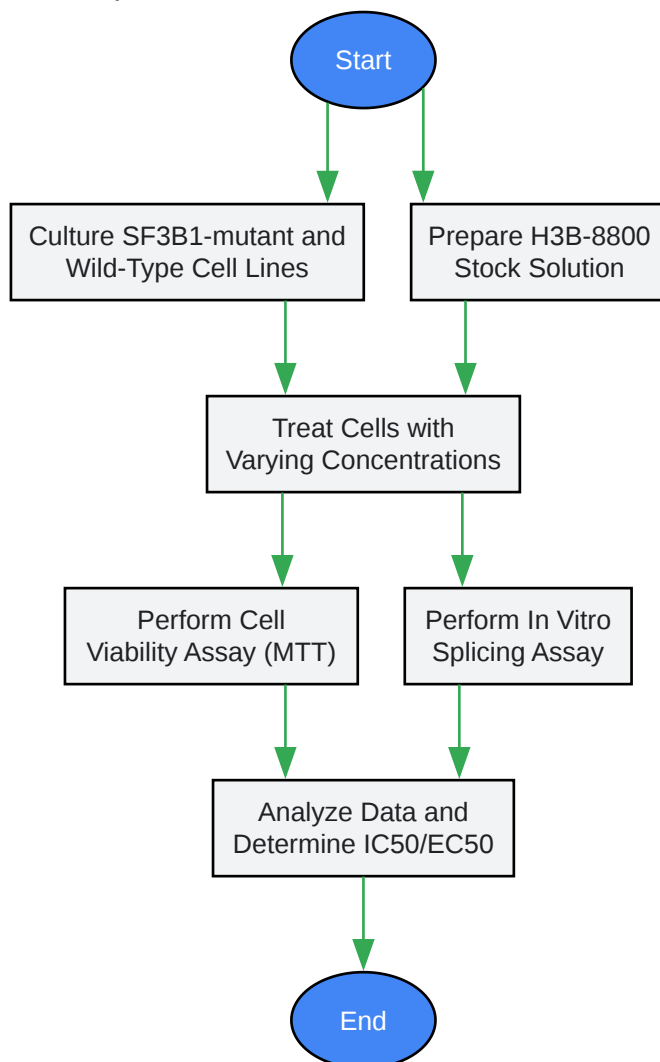 Start
Culture SF3B1-mutant and
Wild-Type Cell Lines
Prepare H3B-8800
Stock Solution
Treat Cells with
Varying Concentrations
Perform Cell
Viability Assay (MTT)
Perform In Vitro
Splicing Assay
Analyze Data and
Determine IC50/EC50
End